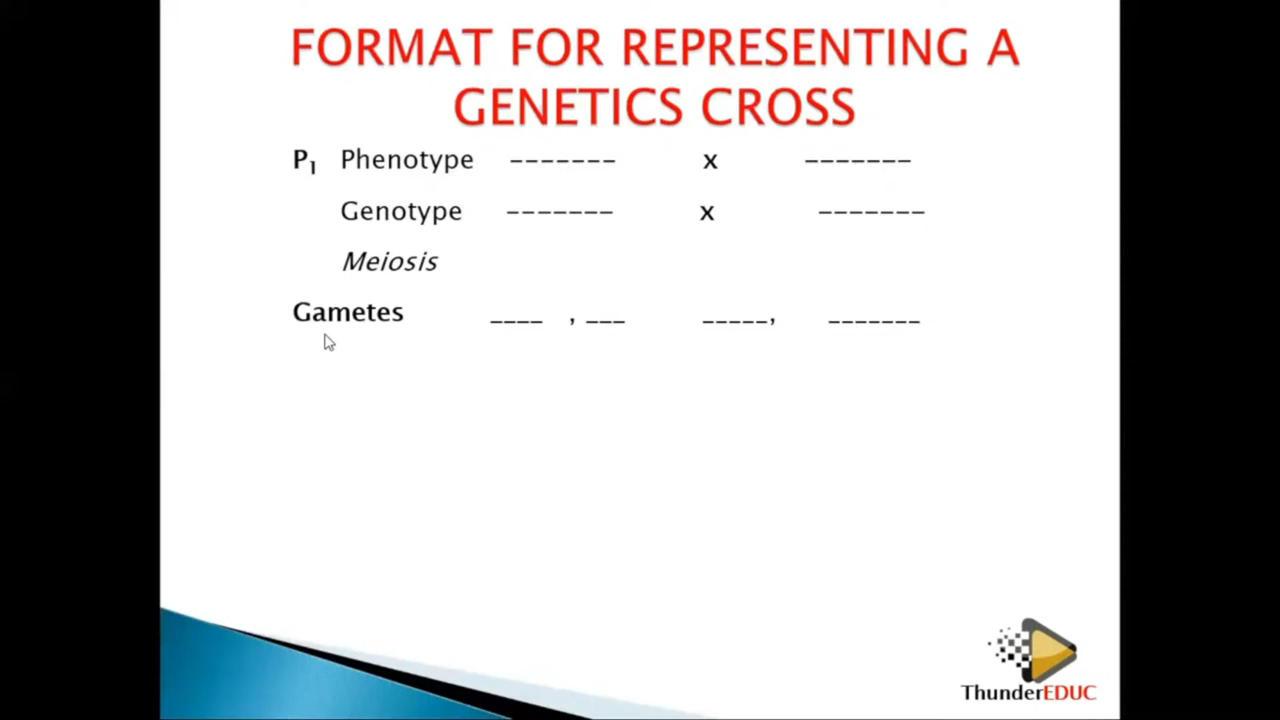 FORMAT FOR REPRESENTING A
GENETICS CROSS
P1 Phenotype ------- x -------
Genotype ------- x -------
Meiosis
Gametes ____ , ___ _____, _______
ThunderEDUC